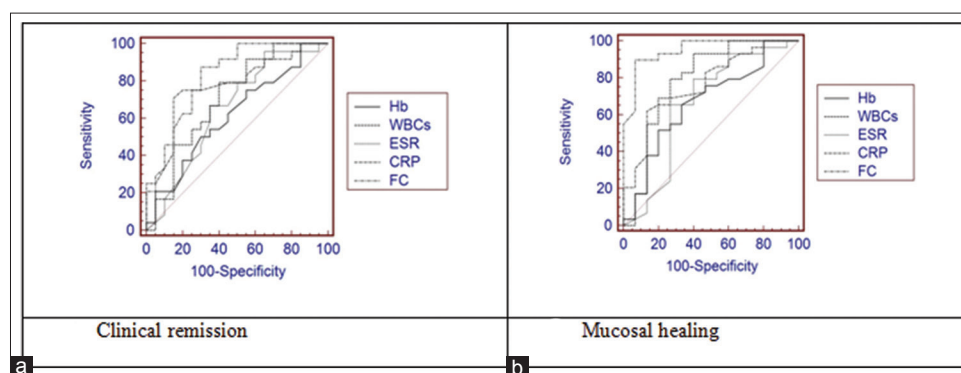 100
80
60
40
20
0
Sensitivity
0 20 40 60 80 100
100-Specificity
Hb
WBCs
ESR
CRP
FC
100
80
60
40
20
0
Sensitivity
0 20 40 60 80 100
100-Specificity
Hb
WBCs
ESR
CRP
FC
Clinical remission
Mucosal healing
a
b